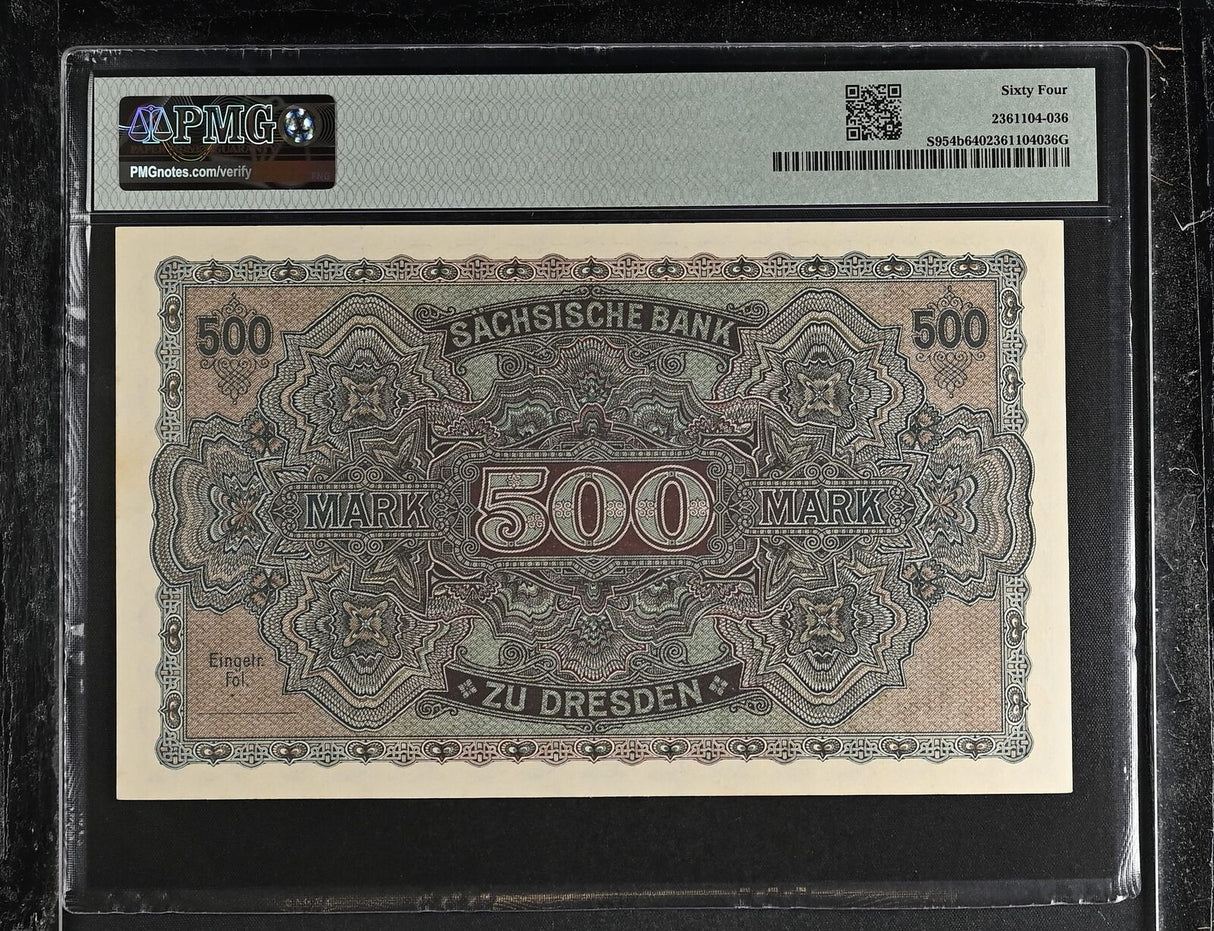 PMG
PMGnotes.com/verify
PMG
Sixty Four
2361104-036
S954b6402361104036G
500
SÄCHSISCHE BANK
500
MARK
500
MARK
Eingetr.
Fol.
ZU DRESDEN